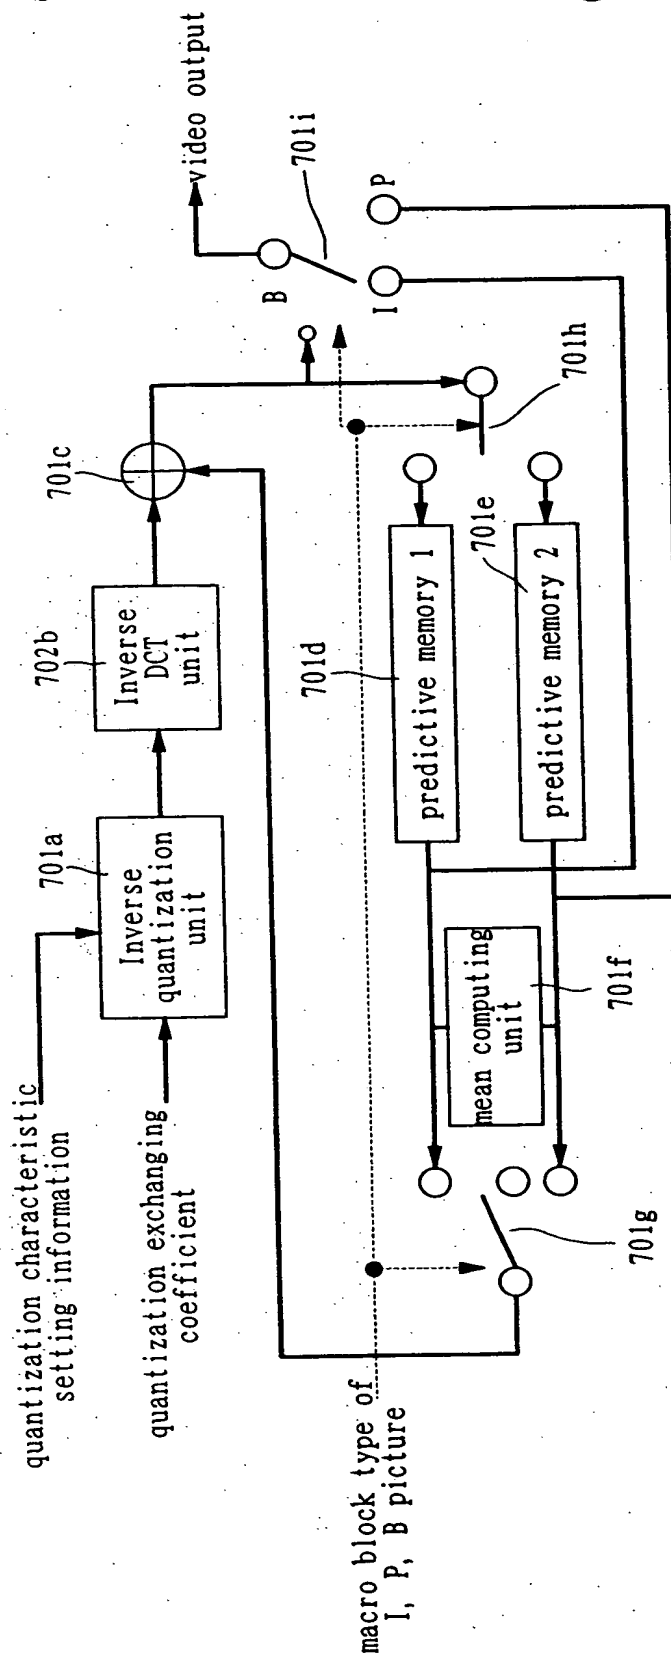 quantization characteristic
setting information
quantization exchanging
coefficient
701a
Inverse
quantization
unit
702b
Inverse
DCT
unit
701c
video output
B
701i
I
P
macro block type of
I, P, B picture
701g
mean computing
unit
701f
701d
predictive memory 1
701e
predictive memory 2
701h